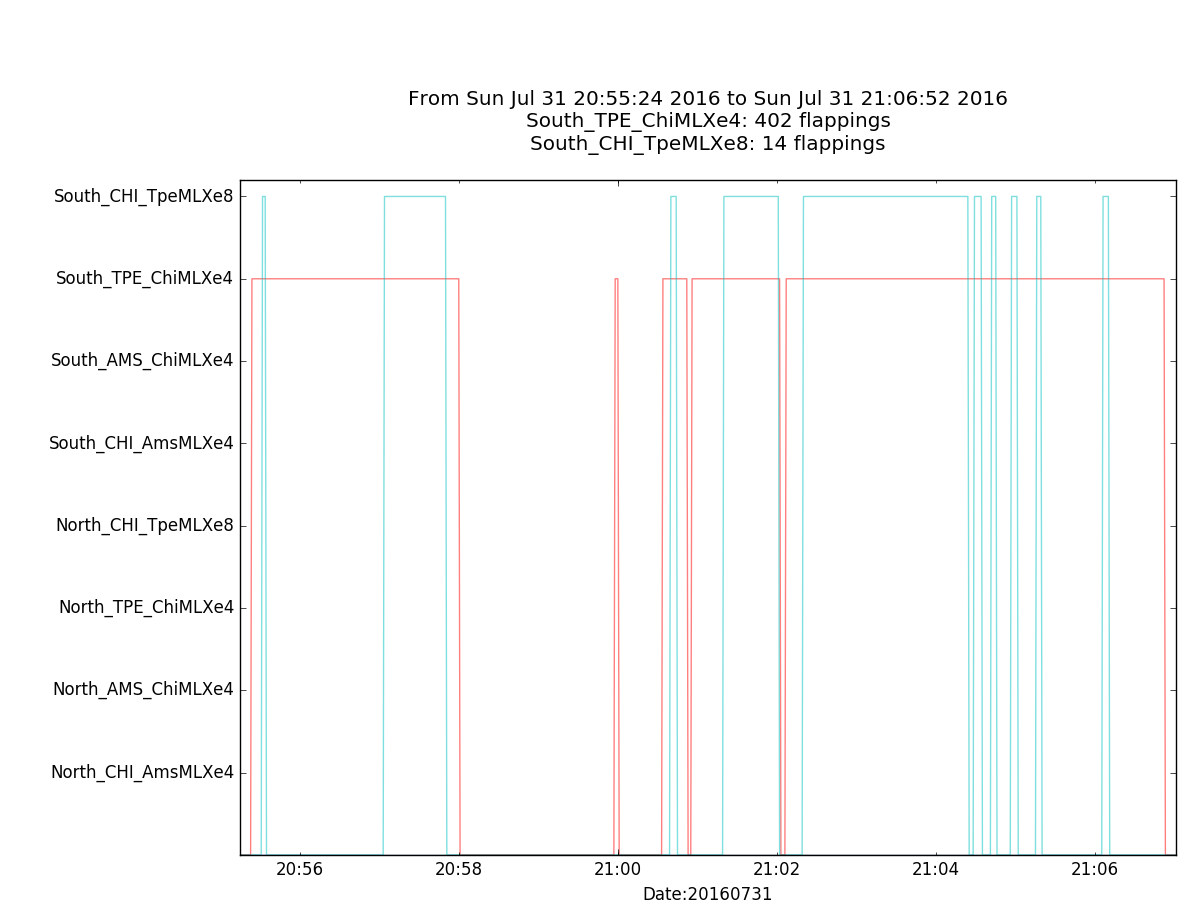 From Sun Jul 31 20:55:24 2016 to Sun Jul 31 21:06:52 2016
South_TPE_ChiMLXe4: 402 flappings
South_CHI_TpeMLXe8: 14 flappings
South_CHI_TpeMLXe8
South_TPE_ChiMLXe4
South_AMS_ChiMLXe4
South_CHI_AmsMLXe4
North_CHI_TpeMLXe8
North_TPE_ChiMLXe4
North_AMS_ChiMLXe4
North_CHI_AmsMLXe4
20:56 20:58 21:00 21:02 21:04 21:06
Date:20160731